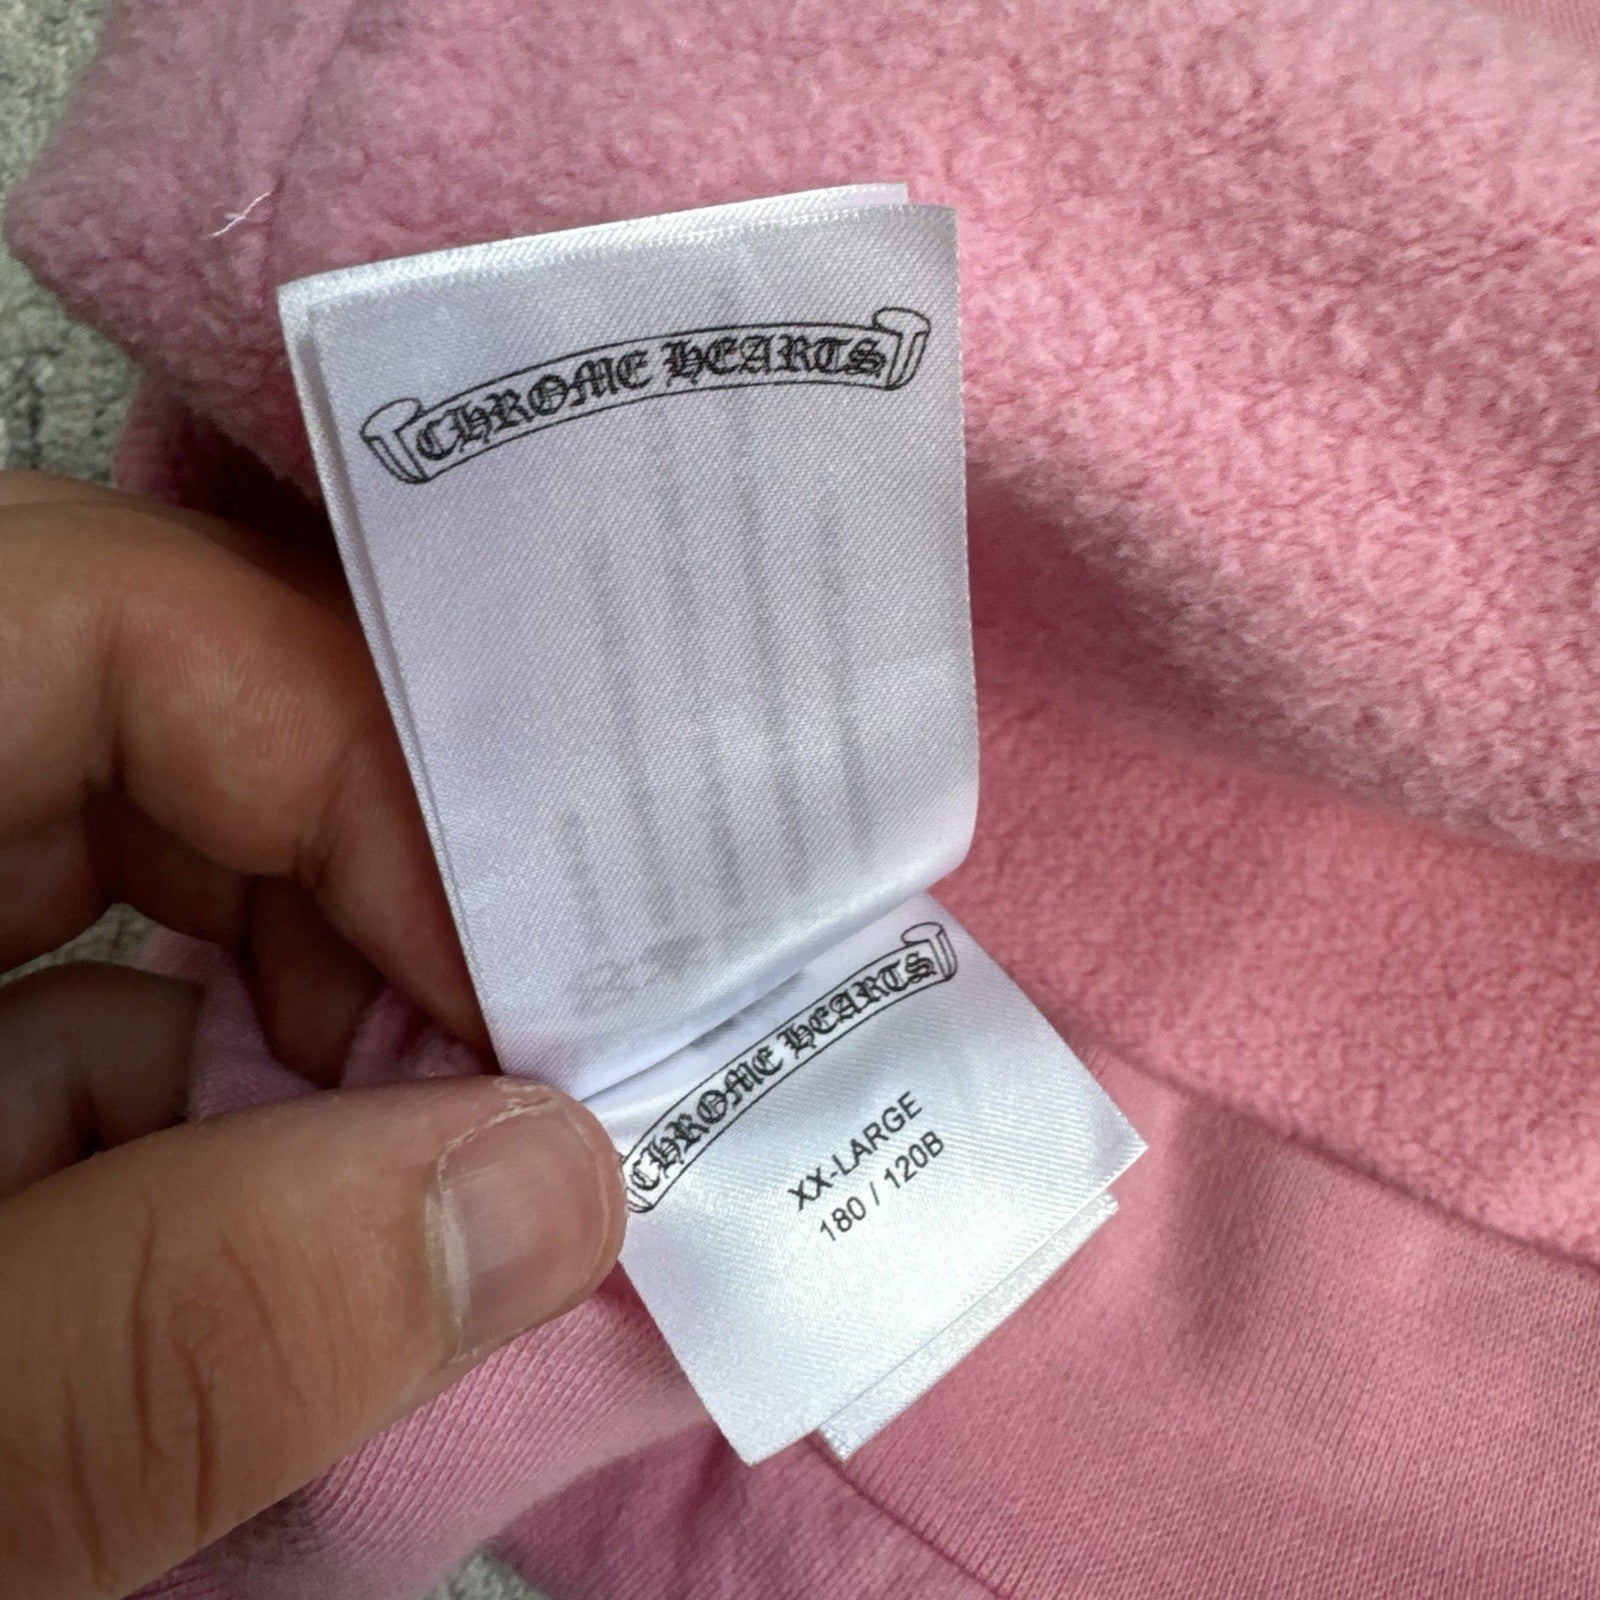 CHROME HEARTS
CHROME HEARTS
XX-LARGE
180 / 120B